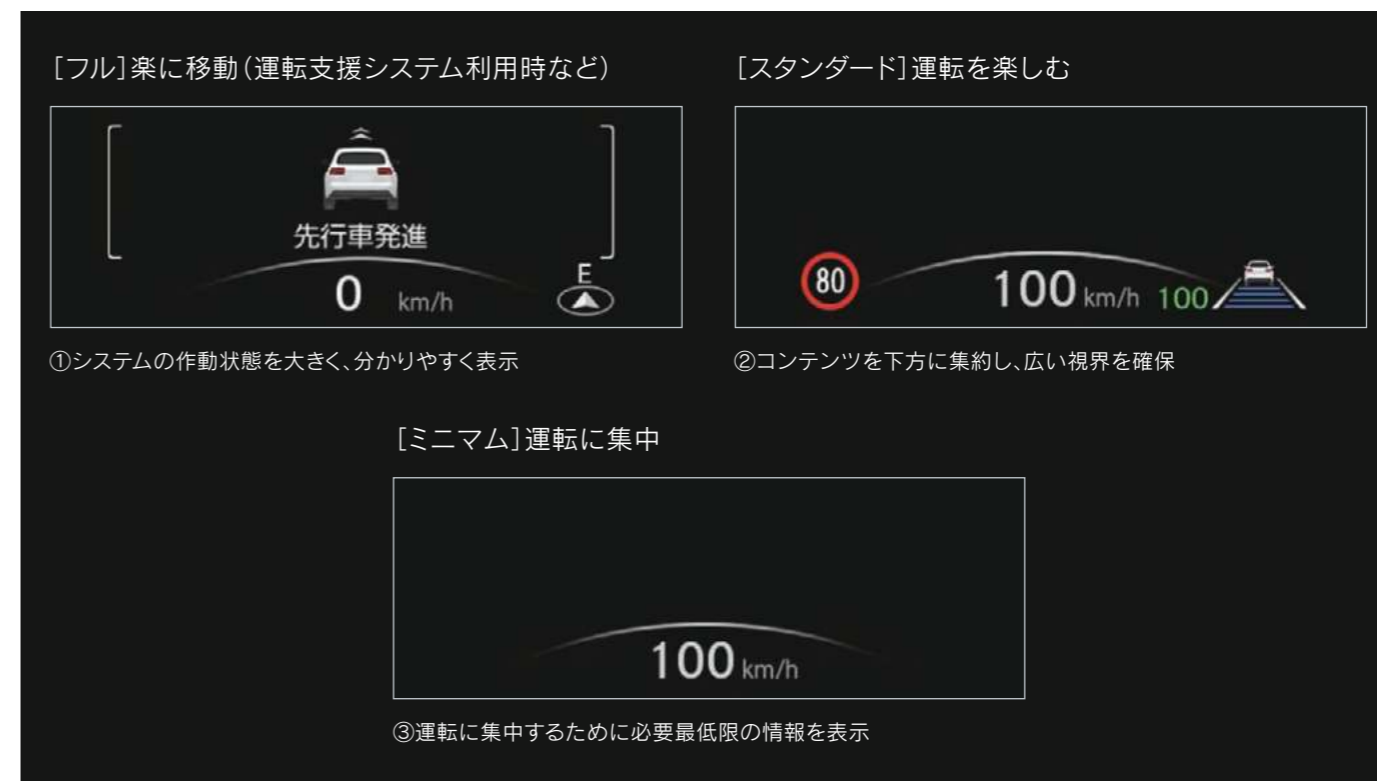 ［フル］楽に移動（運転支援システム利用時など）
先行車発進
0 km/h
E
①システムの作動状態を大きく、分かりやすく表示
［スタンダード］運転を楽しむ
80
100 km/h 100
②コンテンツを下方に集約し、広い視界を確保
［ミニマム］運転に集中
100 km/h
③運転に集中するために必要最低限の情報を表示